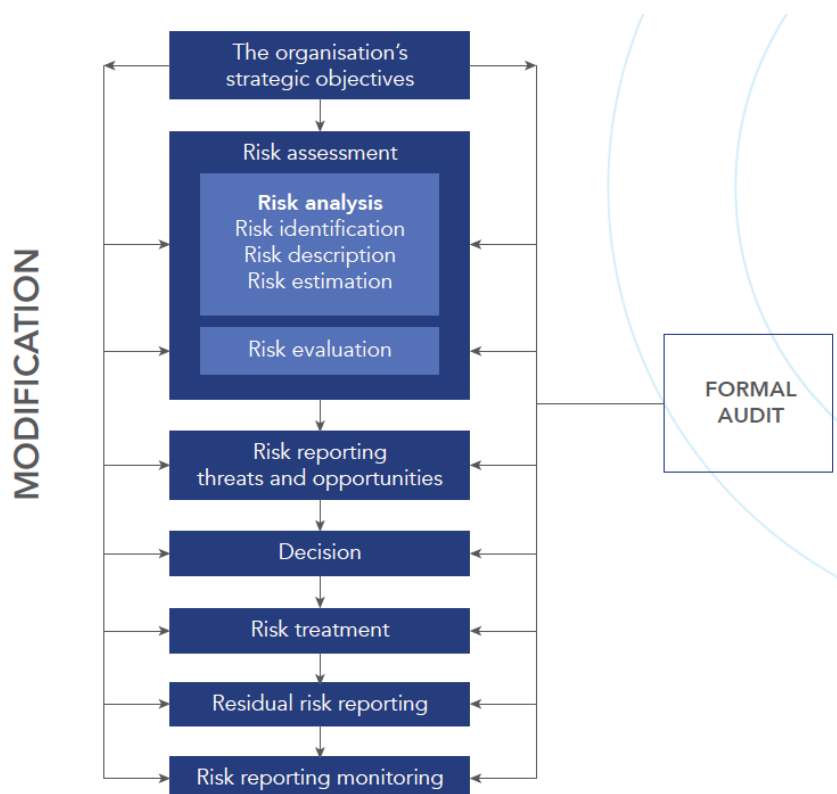 The organisation's
strategic objectives
Risk assessment
Risk analysis
Risk identification
Risk description
Risk estimation
Risk evaluation
Risk reporting
threats and opportunities
Decision
Risk treatment
Residual risk reporting
Risk reporting monitoring
MODIFICATION
FORMAL
AUDIT